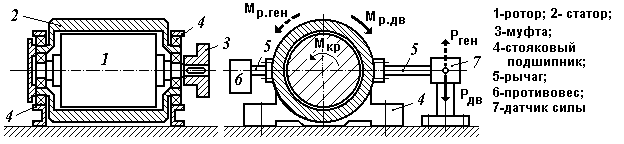 2
1
4
3
4
Mр.ген
Mр.дв
Mкр
5
6
5
4
Pген
7
Pдв
1-ротор; 2- статор;
3-муфта;
4-стояковый
подшипник;
5-рычаг;
6-противовес;
7-датчик силы